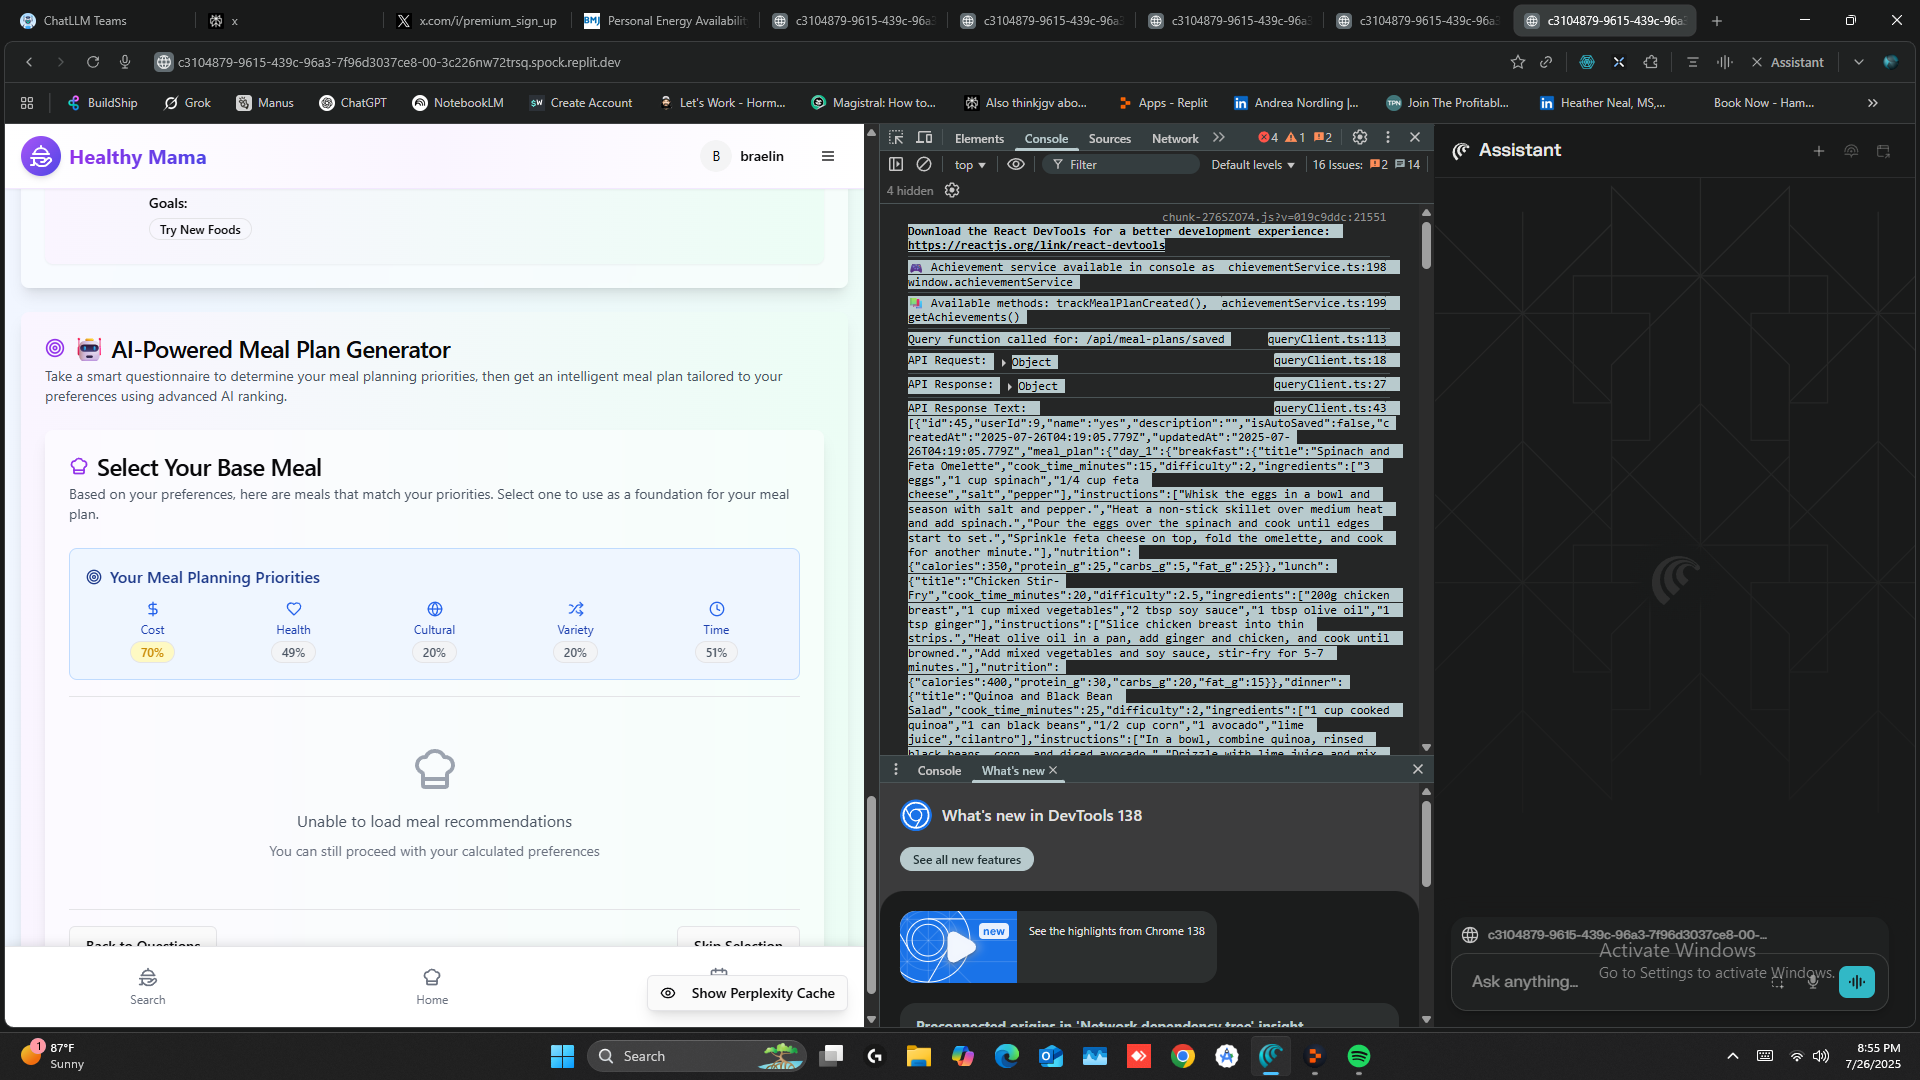 ChatLLM Teams
x
x.com/i/premium_sign_up
Personal Energy Availabilit
c3104879-9615-439c-96a3
c3104879-9615-439c-96a3
c3104879-9615-439c-96a3
c3104879-9615-439c-96a3
c3104879-9615-439c-96a3
c3104879-9615-439c-96a3-7f96d3037ce8-00-3c226nw72trsq.spock.replit.dev
Assistant
BuildShip
Grok
Manus
ChatGPT
NotebookLM
Create Account
Let's Work - Horm...
Magistral: How to...
Also thinkjgv abo...
Apps - Replit
Andrea Nordling |...
Join The Profitabl...
Heather Neal, MS,...
Book Now - Ham...
Healthy Mama
B braelin
Goals:
Try New Foods
AI-Powered Meal Plan Generator
Take a smart questionnaire to determine your meal planning priorities, then get an intelligent meal plan tailored to your
preferences using advanced AI ranking.
Select Your Base Meal
Based on your preferences, here are meals that match your priorities. Select one to use as a foundation for your meal
plan.
Your Meal Planning Priorities
Cost Health Cultural Variety Time
70% 49% 20% 20% 51%
Unable to load meal recommendations
You can still proceed with your calculated preferences
Back to Questions Skip Selection
Search Home
Show Perplexity Cache
Elements Console Sources Network 4 1 2
top Filter Default levels 16 Issues: 2 14
4 hidden
chunk-276SZO74.js?v=019c9ddc:21551
Download the React DevTools for a better development experience:
https://reactjs.org/link/react-devtools
Achievement service available in console as chievementService.ts:198
window.achievementService
Available methods: trackMealPlanCreated(), achievementService.ts:199
getAchievements()
Query function called for: /api/meal-plans/saved queryClient.ts:113
API Request: Object queryClient.ts:18
API Response: Object queryClient.ts:27
API Response Text: queryClient.ts:43
[{"id":45,"userId":9,"name":"yes","description":"","isAutoSaved":false,"c
reatedAt":"2025-07-26T04:19:05.779Z","updatedAt":"2025-07-
26T04:19:05.779Z","meal_plan":{"day_1":{"breakfast":{"title":"Spinach and
Feta Omelette","cook_time_minutes":15,"difficulty":2,"ingredients":["3
eggs","1 cup spinach","1/4 cup feta
cheese","salt","pepper"],"instructions":["Whisk the eggs in a bowl and
season with salt and pepper.","Heat a non-stick skillet over medium heat
and add spinach.","Pour the eggs over the spinach and cook until edges
start to set.","Sprinkle feta cheese on top, fold the omelette, and cook
for another minute."],"nutrition":
{"calories":350,"protein_g":25,"carbs_g":5,"fat_g":25}},"lunch":
{"title":"Chicken Stir-
Fry","cook_time_minutes":20,"difficulty":2.5,"ingredients":["200g chicken
breast","1 cup mixed vegetables","2 tbsp soy sauce","1 tbsp olive oil","1
tsp ginger"],"instructions":["Slice chicken breast into thin
strips.","Heat olive oil in a pan, add ginger and chicken, and cook until
browned.","Add mixed vegetables and soy sauce, stir-fry for 5-7
minutes."],"nutrition":
{"calories":400,"protein_g":30,"carbs_g":20,"fat_g":15}},"dinner":
{"title":"Quinoa and Black Bean
Salad","cook_time_minutes":25,"difficulty":2,"ingredients":["1 cup cooked
quinoa","1 can black beans","1/2 cup corn","1 avocado","lime
juice","cilantro"],"instructions":["In a bowl, combine quinoa, rinsed
black beans, corn, and diced avocado.","Drizzle with lime juice and mix
Console What's new
What's new in DevTools 138
See all new features
new
See the highlights from Chrome 138
Preconnected origins in 'Network dependency tree' insight
Assistant
c3104879-9615-439c-96a3-7f96d3037ce8-00-...
Ask anything...
Activate Windows
Go to Settings to activate Windows.
1
87°F
Sunny
Search
8:55 PM
7/26/2025